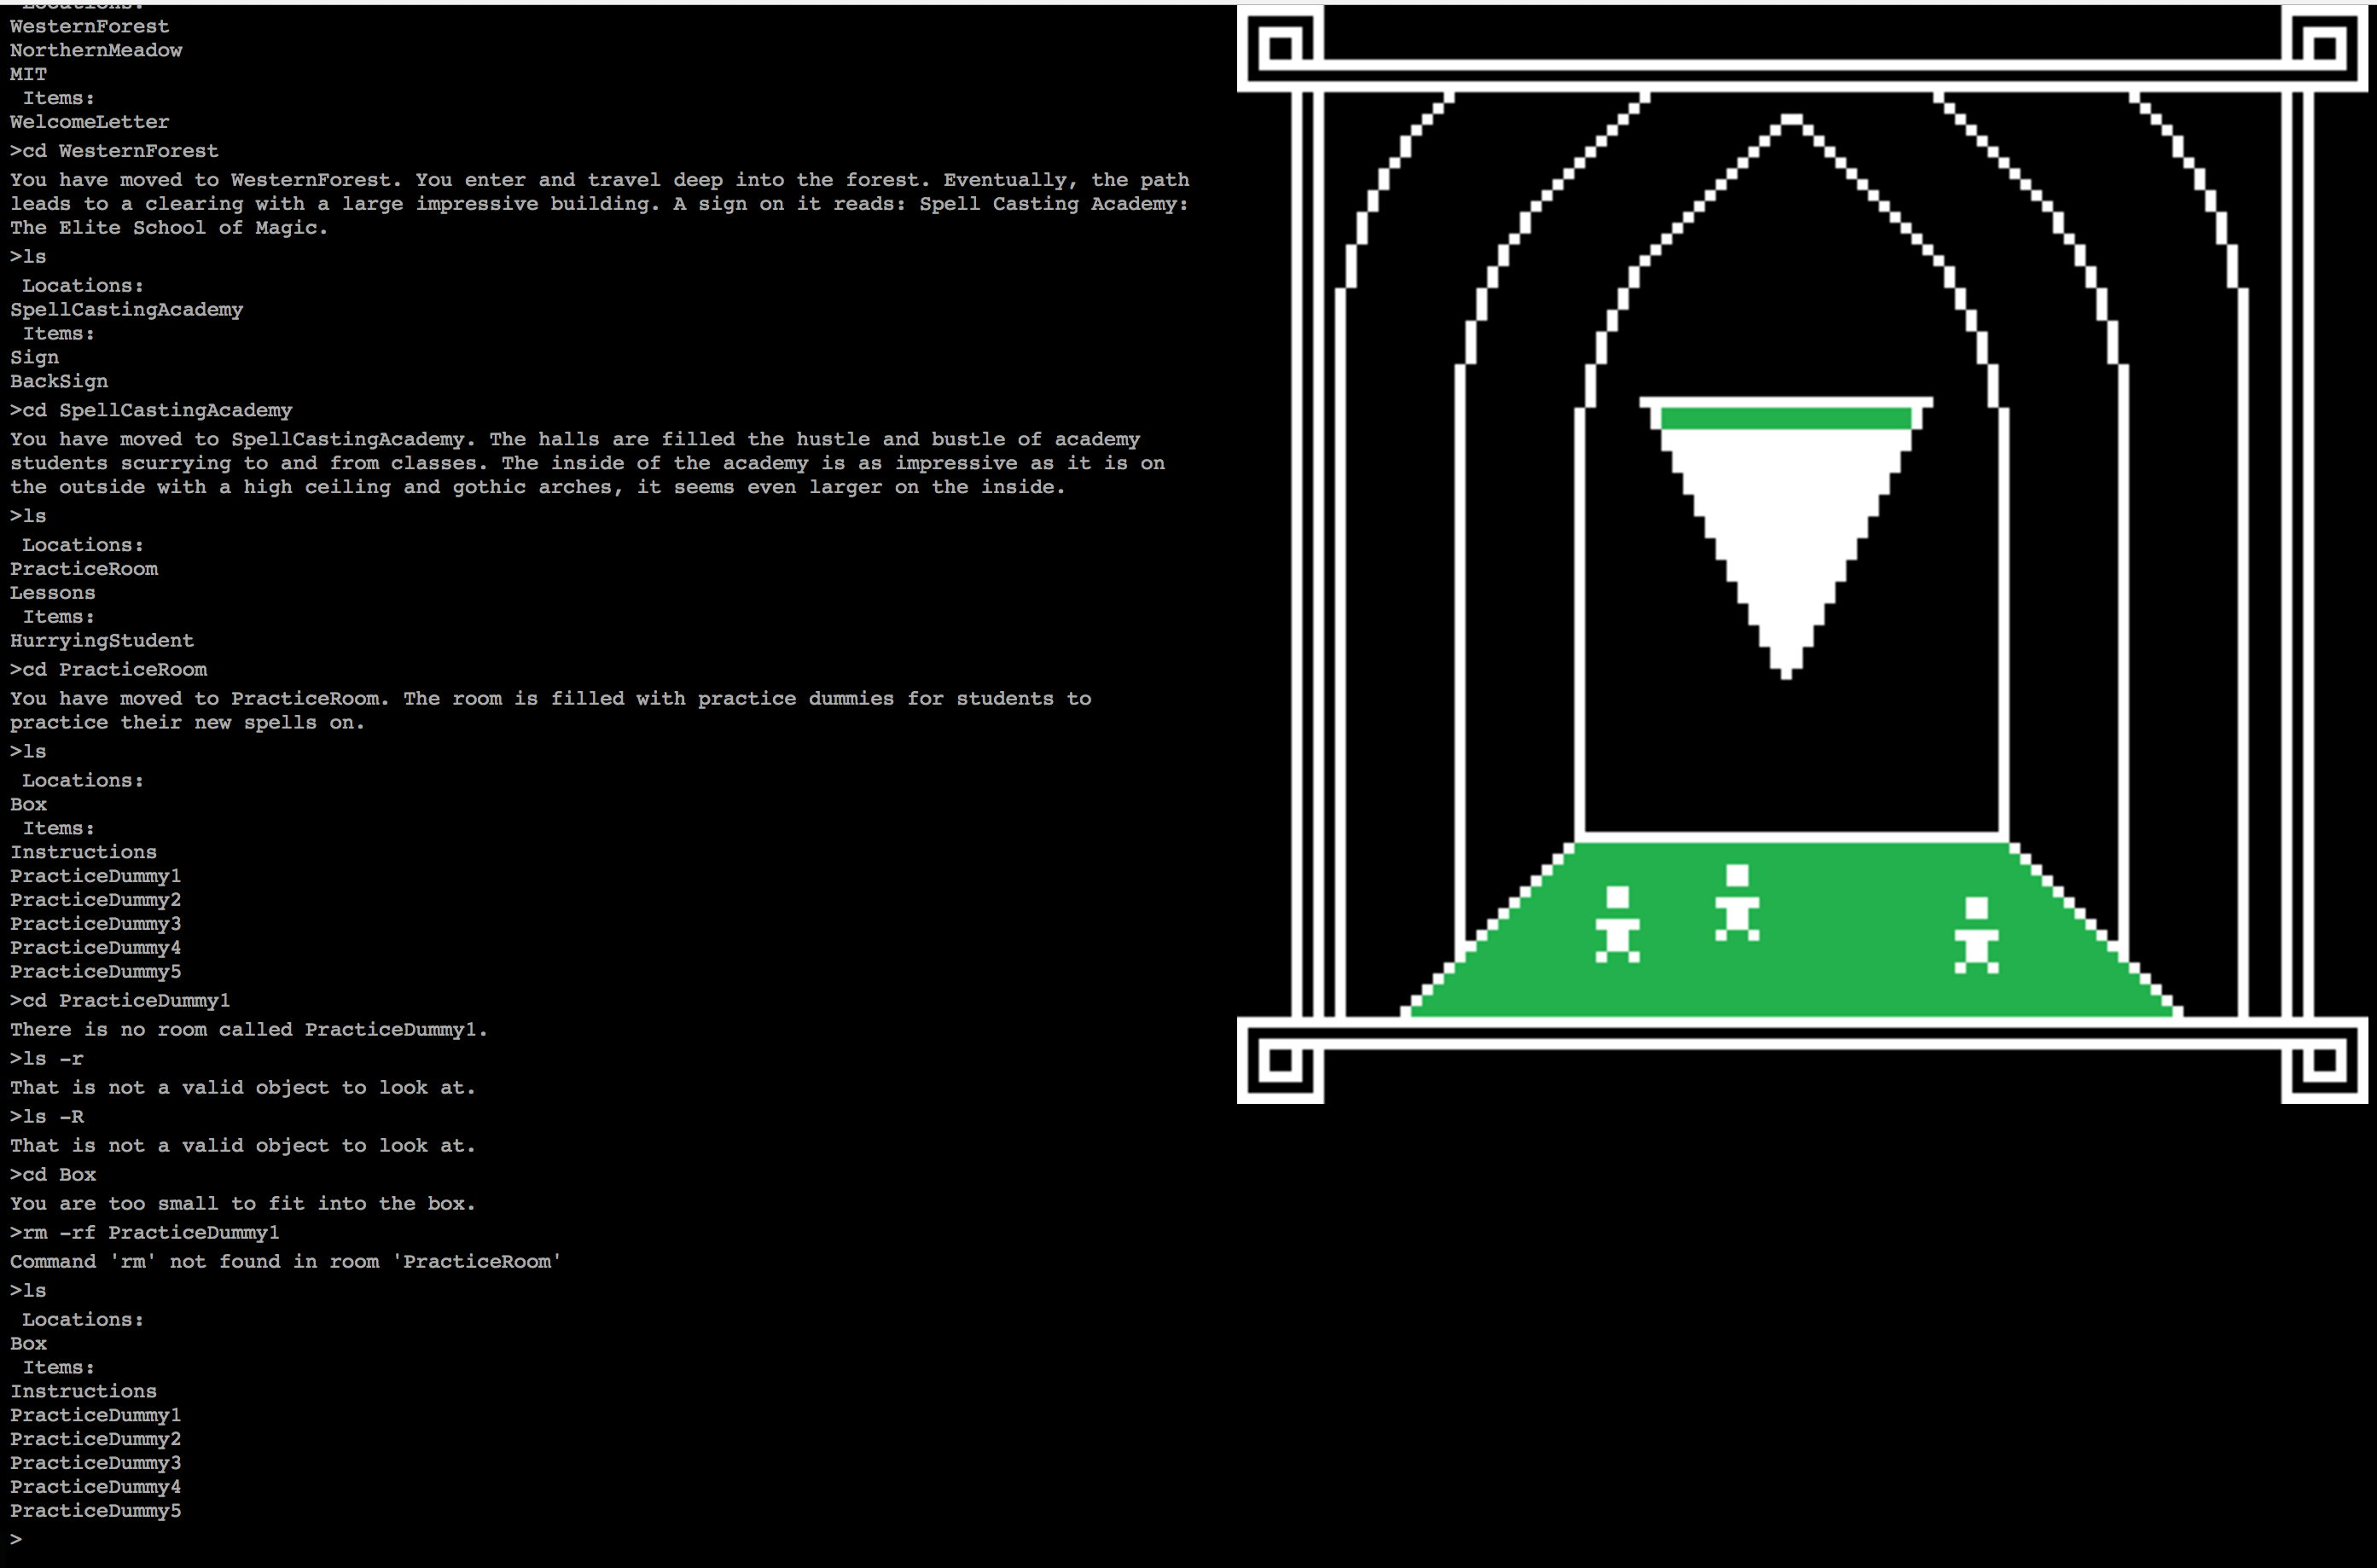 Locations:
WesternForest
NorthernMeadow
MIT
Items:
WelcomeLetter
>cd WesternForest
You have moved to WesternForest. You enter and travel deep into the forest. Eventually, the path
leads to a clearing with a large impressive building. A sign on it reads: Spell Casting Academy:
The Elite School of Magic.
>ls
Locations:
SpellCastingAcademy
Items:
Sign
BackSign
>cd SpellCastingAcademy
You have moved to SpellCastingAcademy. The halls are filled the hustle and bustle of academy
students scurrying to and from classes. The inside of the academy is as impressive as it is on
the outside with a high ceiling and gothic arches, it seems even larger on the inside.
>ls
Locations:
PracticeRoom
Lessons
Items:
HurryingStudent
>cd PracticeRoom
You have moved to PracticeRoom. The room is filled with practice dummies for students to
practice their new spells on.
>ls
Locations:
Box
Items:
Instructions
PracticeDummy1
PracticeDummy2
PracticeDummy3
PracticeDummy4
PracticeDummy5
>cd PracticeDummy1
There is no room called PracticeDummy1.
>ls -r
That is not a valid object to look at.
>ls -R
That is not a valid object to look at.
>cd Box
You are too small to fit into the box.
>rm -rf PracticeDummy1
Command 'rm' not found in room 'PracticeRoom'
>ls
Locations:
Box
Items:
Instructions
PracticeDummy1
PracticeDummy2
PracticeDummy3
PracticeDummy4
PracticeDummy5
>